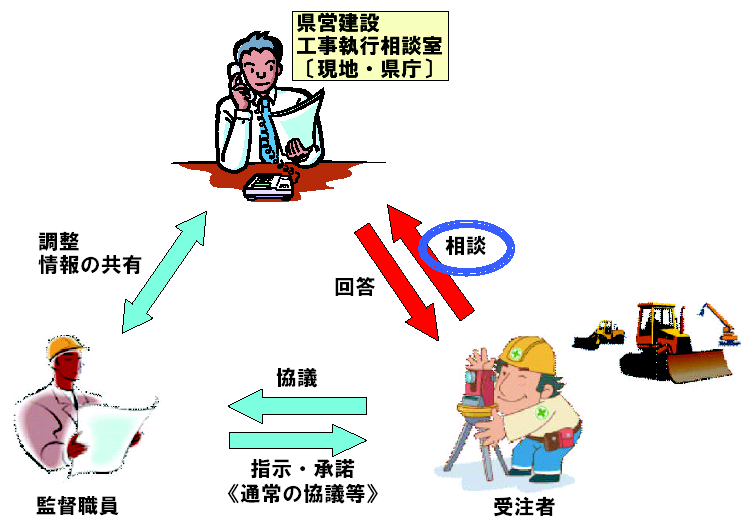 県営建設
工事執行相談室
〔現地・県庁〕
調整
情報の共有
相談
回答
協議
指示・承諾
《通常の協議等》
監督職員
受注者